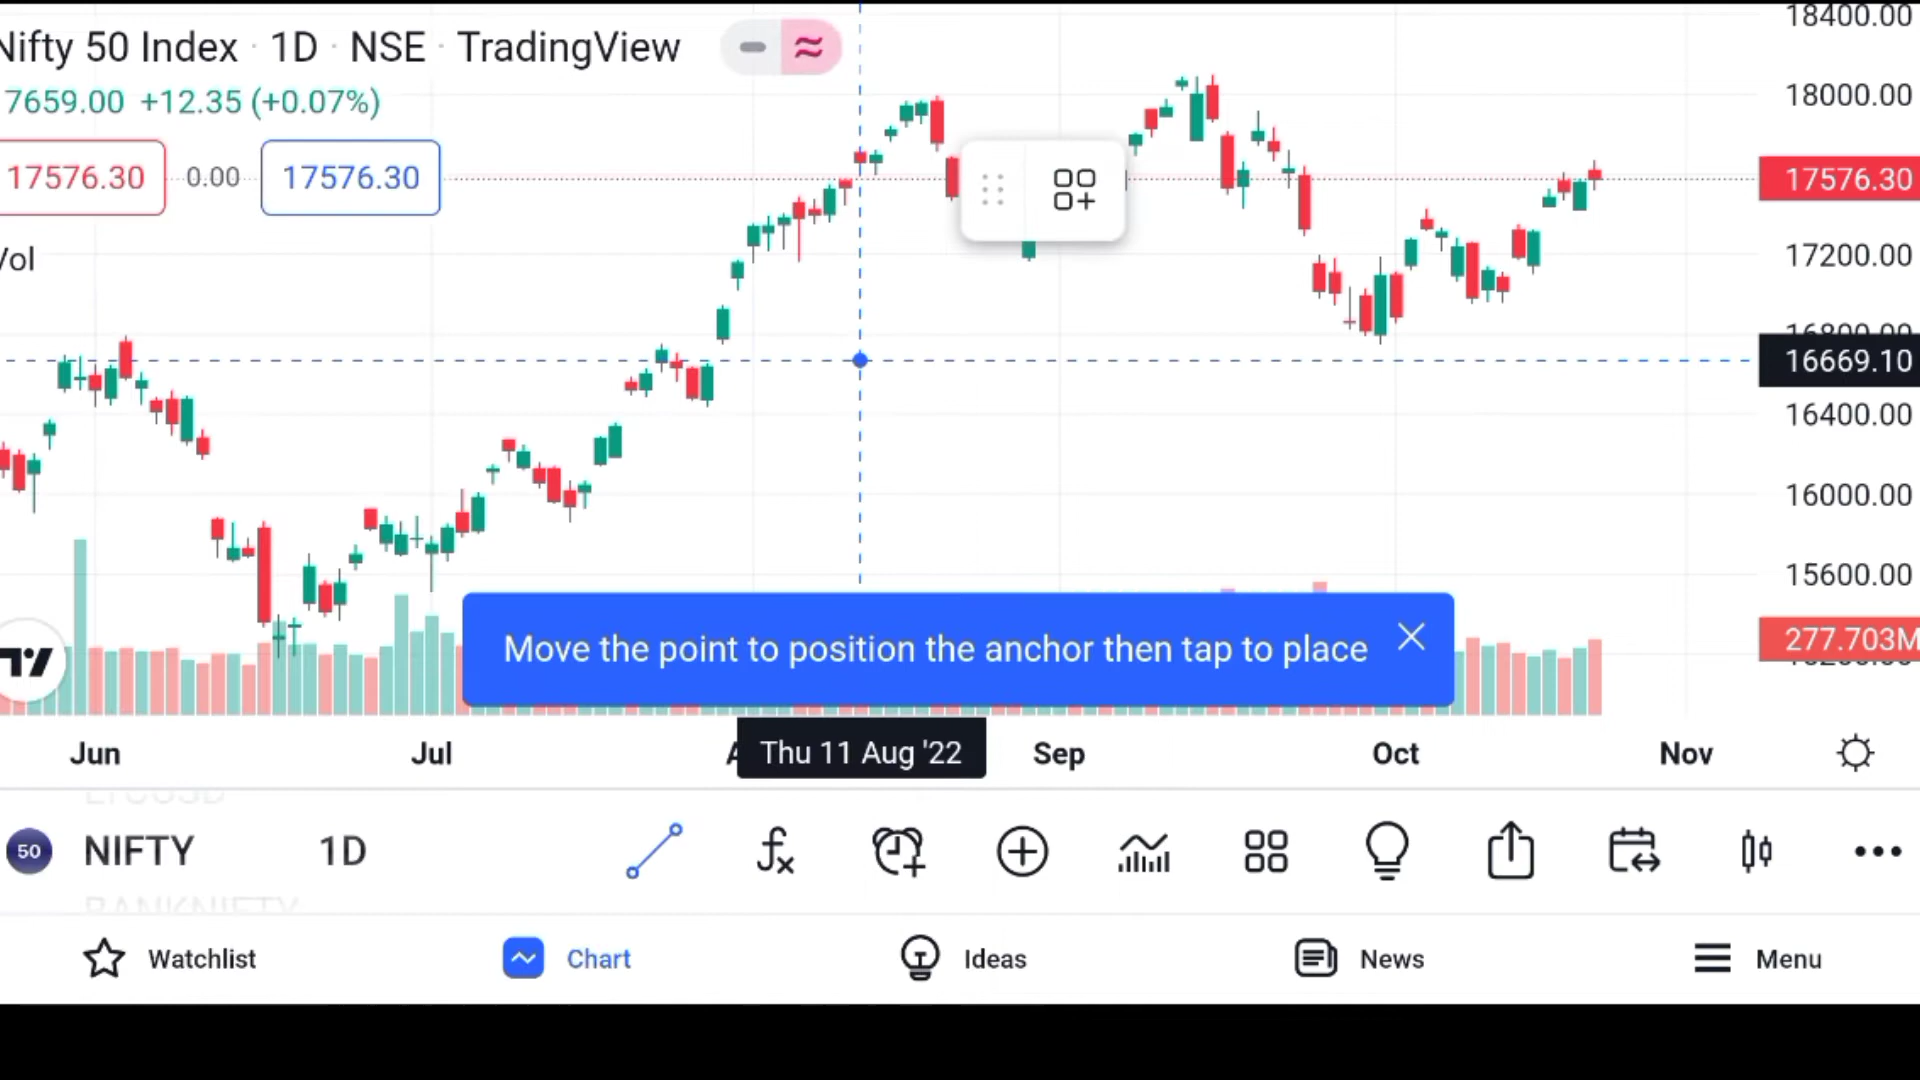 Nifty 50 Index · 1D · NSE · TradingView
7659.00 +12.35 (+0.07%)
17576.30 0.00 17576.30
Vol
18400.00
18000.00
17576.30
17200.00
16800.00
16669.10
16400.00
16000.00
15600.00
277.703M
Move the point to position the anchor then tap to place
Jun Jul Thu 11 Aug '22 Sep Oct Nov
50 NIFTY 1D
BANKNIFTY
Watchlist Chart Ideas News Menu